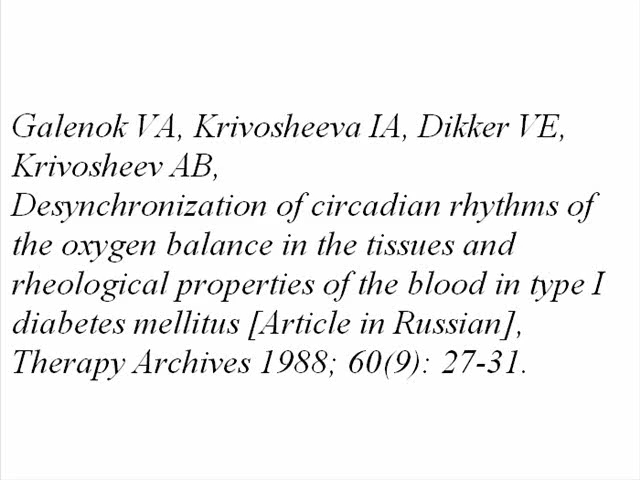 Galenok VA, Krivosheeva IA, Dikker VE,
Krivosheev AB,
Desynchronization of circadian rhythms of
the oxygen balance in the tissues and
rheological properties of the blood in type I
diabetes mellitus [Article in Russian],
Therapy Archives 1988; 60(9): 27-31.